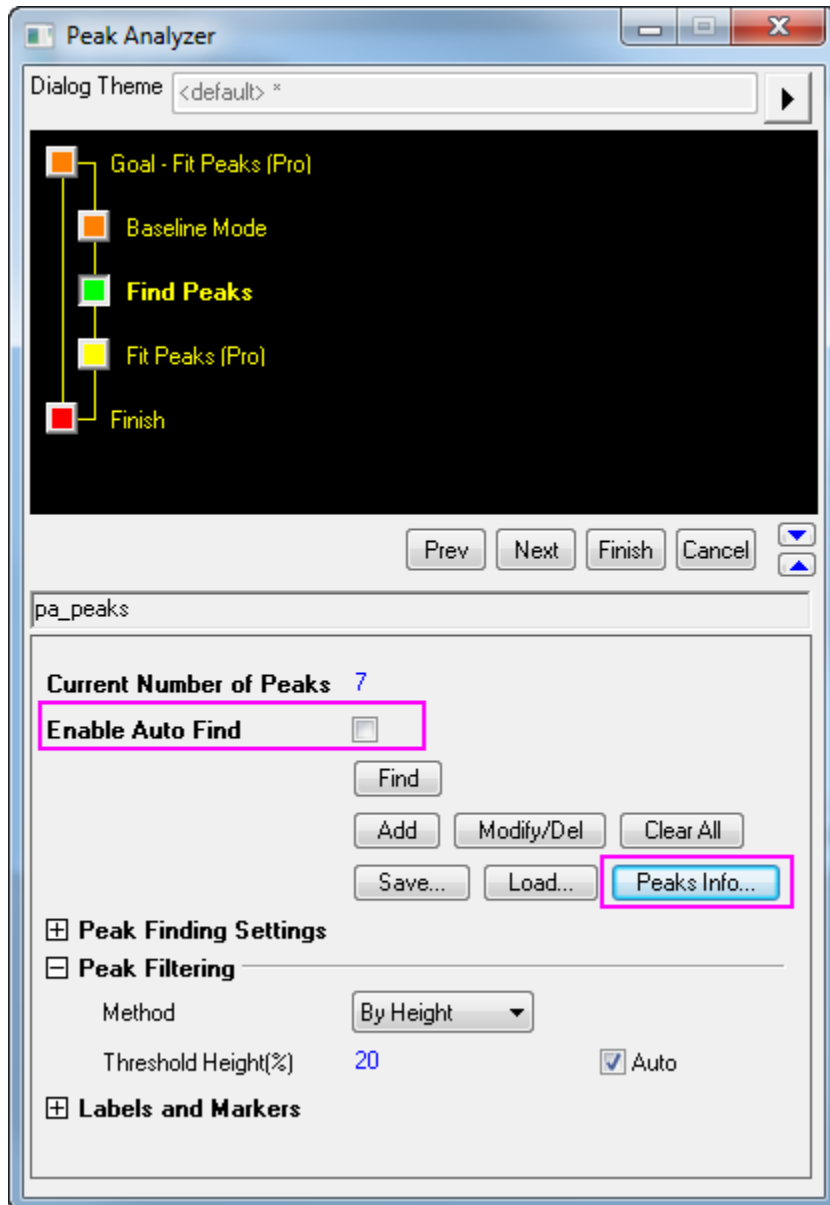 Peak Analyzer
Dialog Theme <default> *
Goal - Fit Peaks (Pro)
Baseline Mode
Find Peaks
Fit Peaks (Pro)
Finish
Prev Next Finish Cancel
pa_peaks
Current Number of Peaks 7
Enable Auto Find
Find
Add Modify/Del Clear All
Save... Load... Peaks Info...
Peak Finding Settings
Peak Filtering
Method By Height
Threshold Height(%) 20 Auto
Labels and Markers